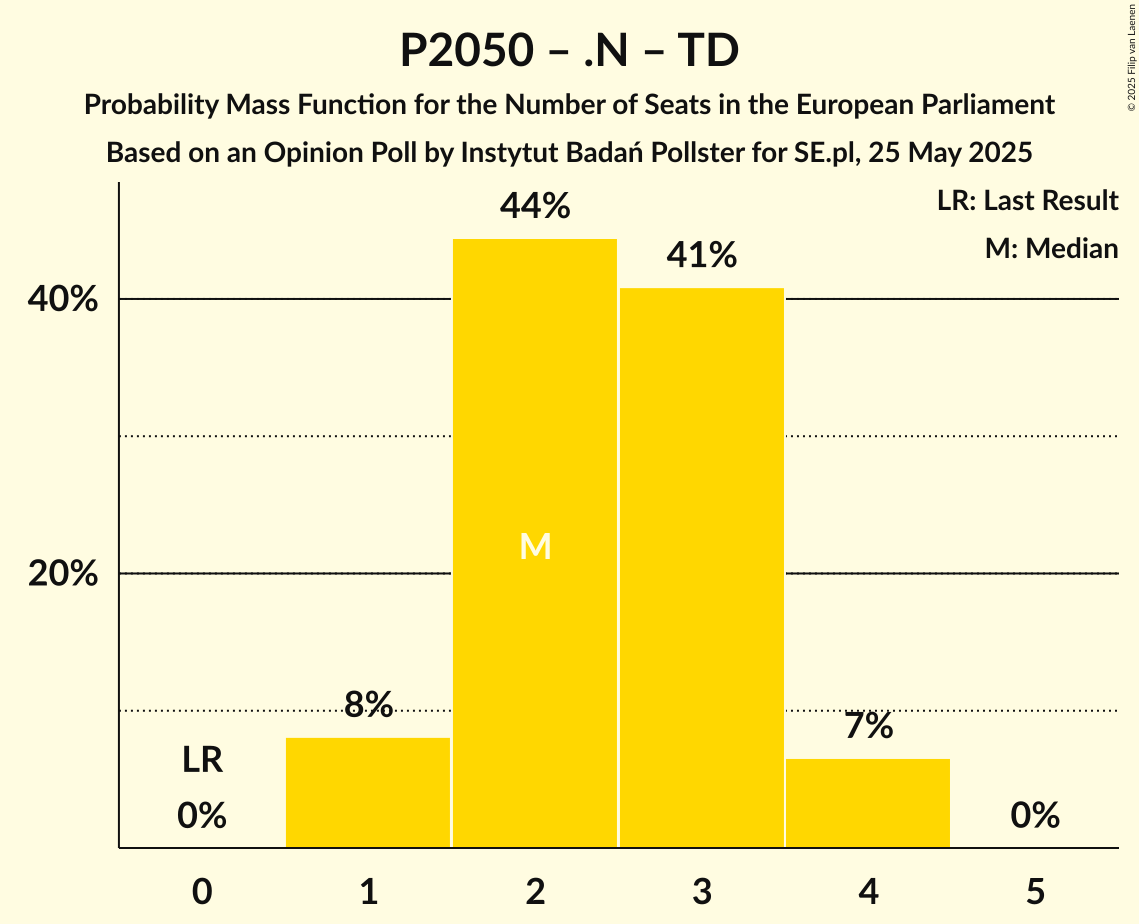 P2050 – .N – TD
Probability Mass Function for the Number of Seats in the European Parliament
Based on an Opinion Poll by Instytut Badań Pollster for SE.pl, 25 May 2025
© 2025 Filip van Laenen
LR: Last Result
M: Median
44%
41%
40%
M
20%
8%
7%
LR
0%
0%
0 1 2 3 4 5